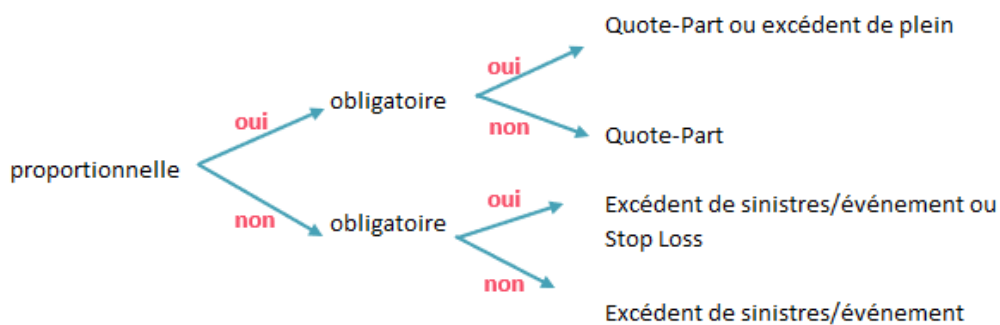 Quote-Part ou excédent de plein
oui
obligatoire
oui
non
Quote-Part
proportionnelle
oui
Excédent de sinistres/événement ou
Stop Loss
non
obligatoire
non
Excédent de sinistres/événement